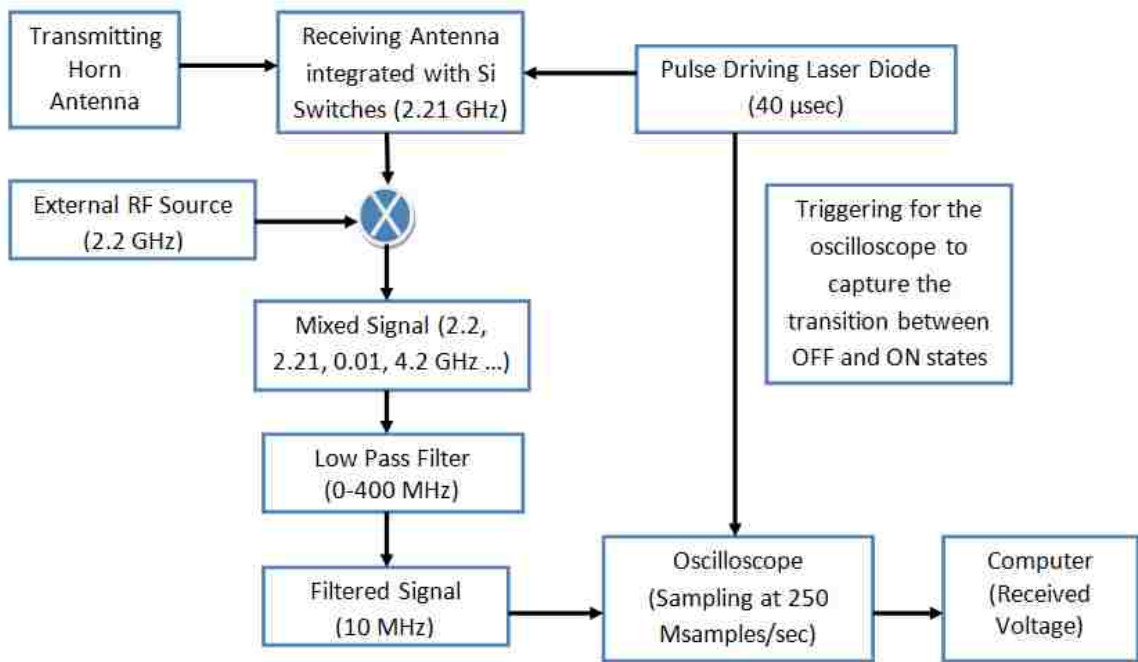 Transmitting
Horn
Antenna
Receiving Antenna
integrated with Si
Switches (2.21 GHz)
Pulse Driving Laser Diode
(40 µsec)
External RF Source
(2.2 GHz)
X
Triggering for the
oscilloscope to
capture the
transition between
OFF and ON states
Mixed Signal (2.2,
2.21, 0.01, 4.2 GHz ...)
Low Pass Filter
(0-400 MHz)
Filtered Signal
(10 MHz)
Oscilloscope
(Sampling at 250
Msamples/sec)
Computer
(Received
Voltage)